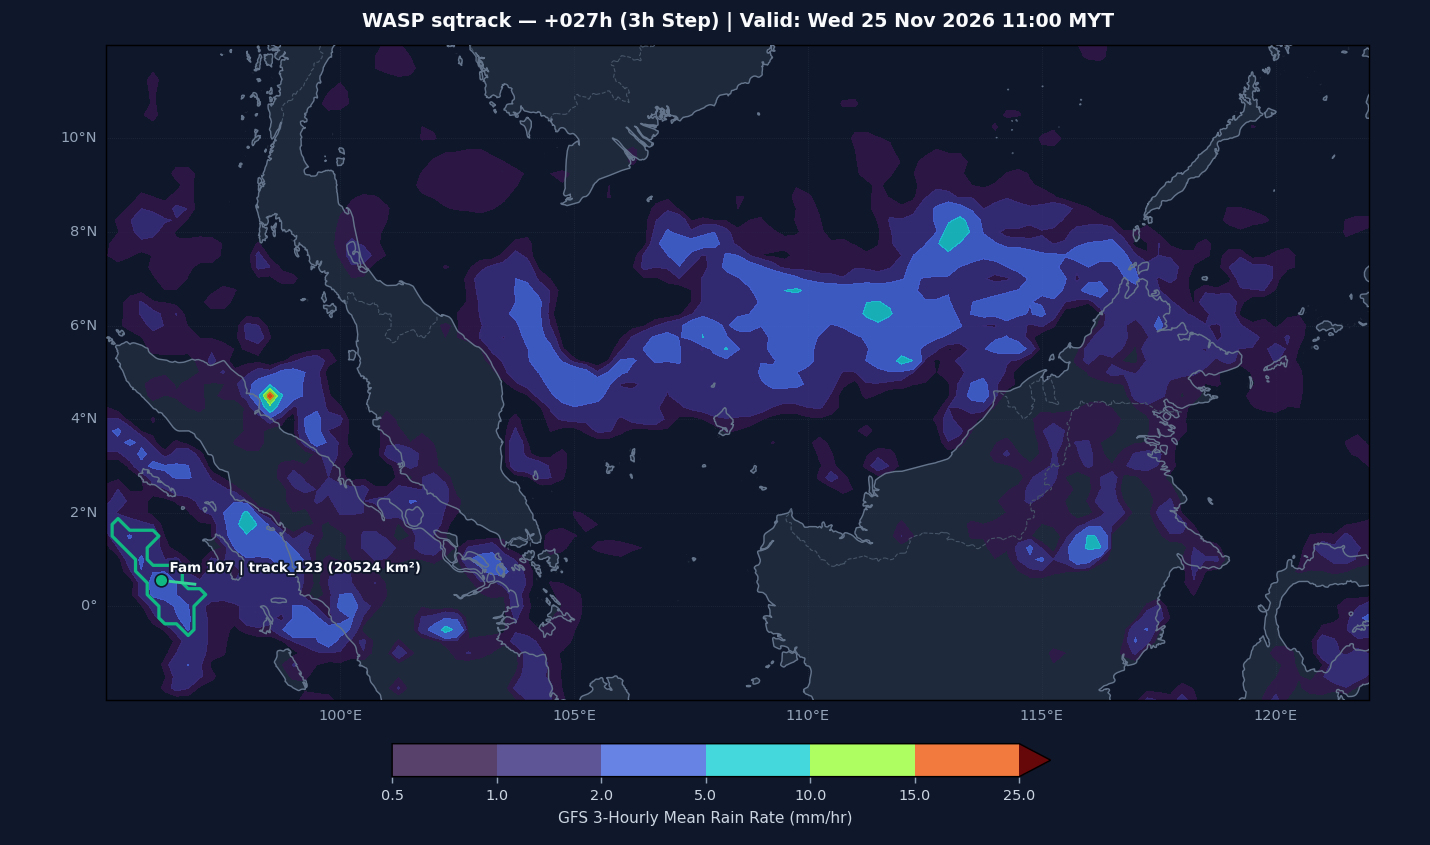 WASP sqtrack — +027h (3h Step) | Valid: Wed 25 Nov 2026 11:00 MYT
10°N
8°N
6°N
4°N
2°N
0°
Fam 107 | track_123 (20524 km²)
100°E 105°E 110°E 115°E 120°E
0.5 1.0 2.0 5.0 10.0 15.0 25.0
GFS 3-Hourly Mean Rain Rate (mm/hr)